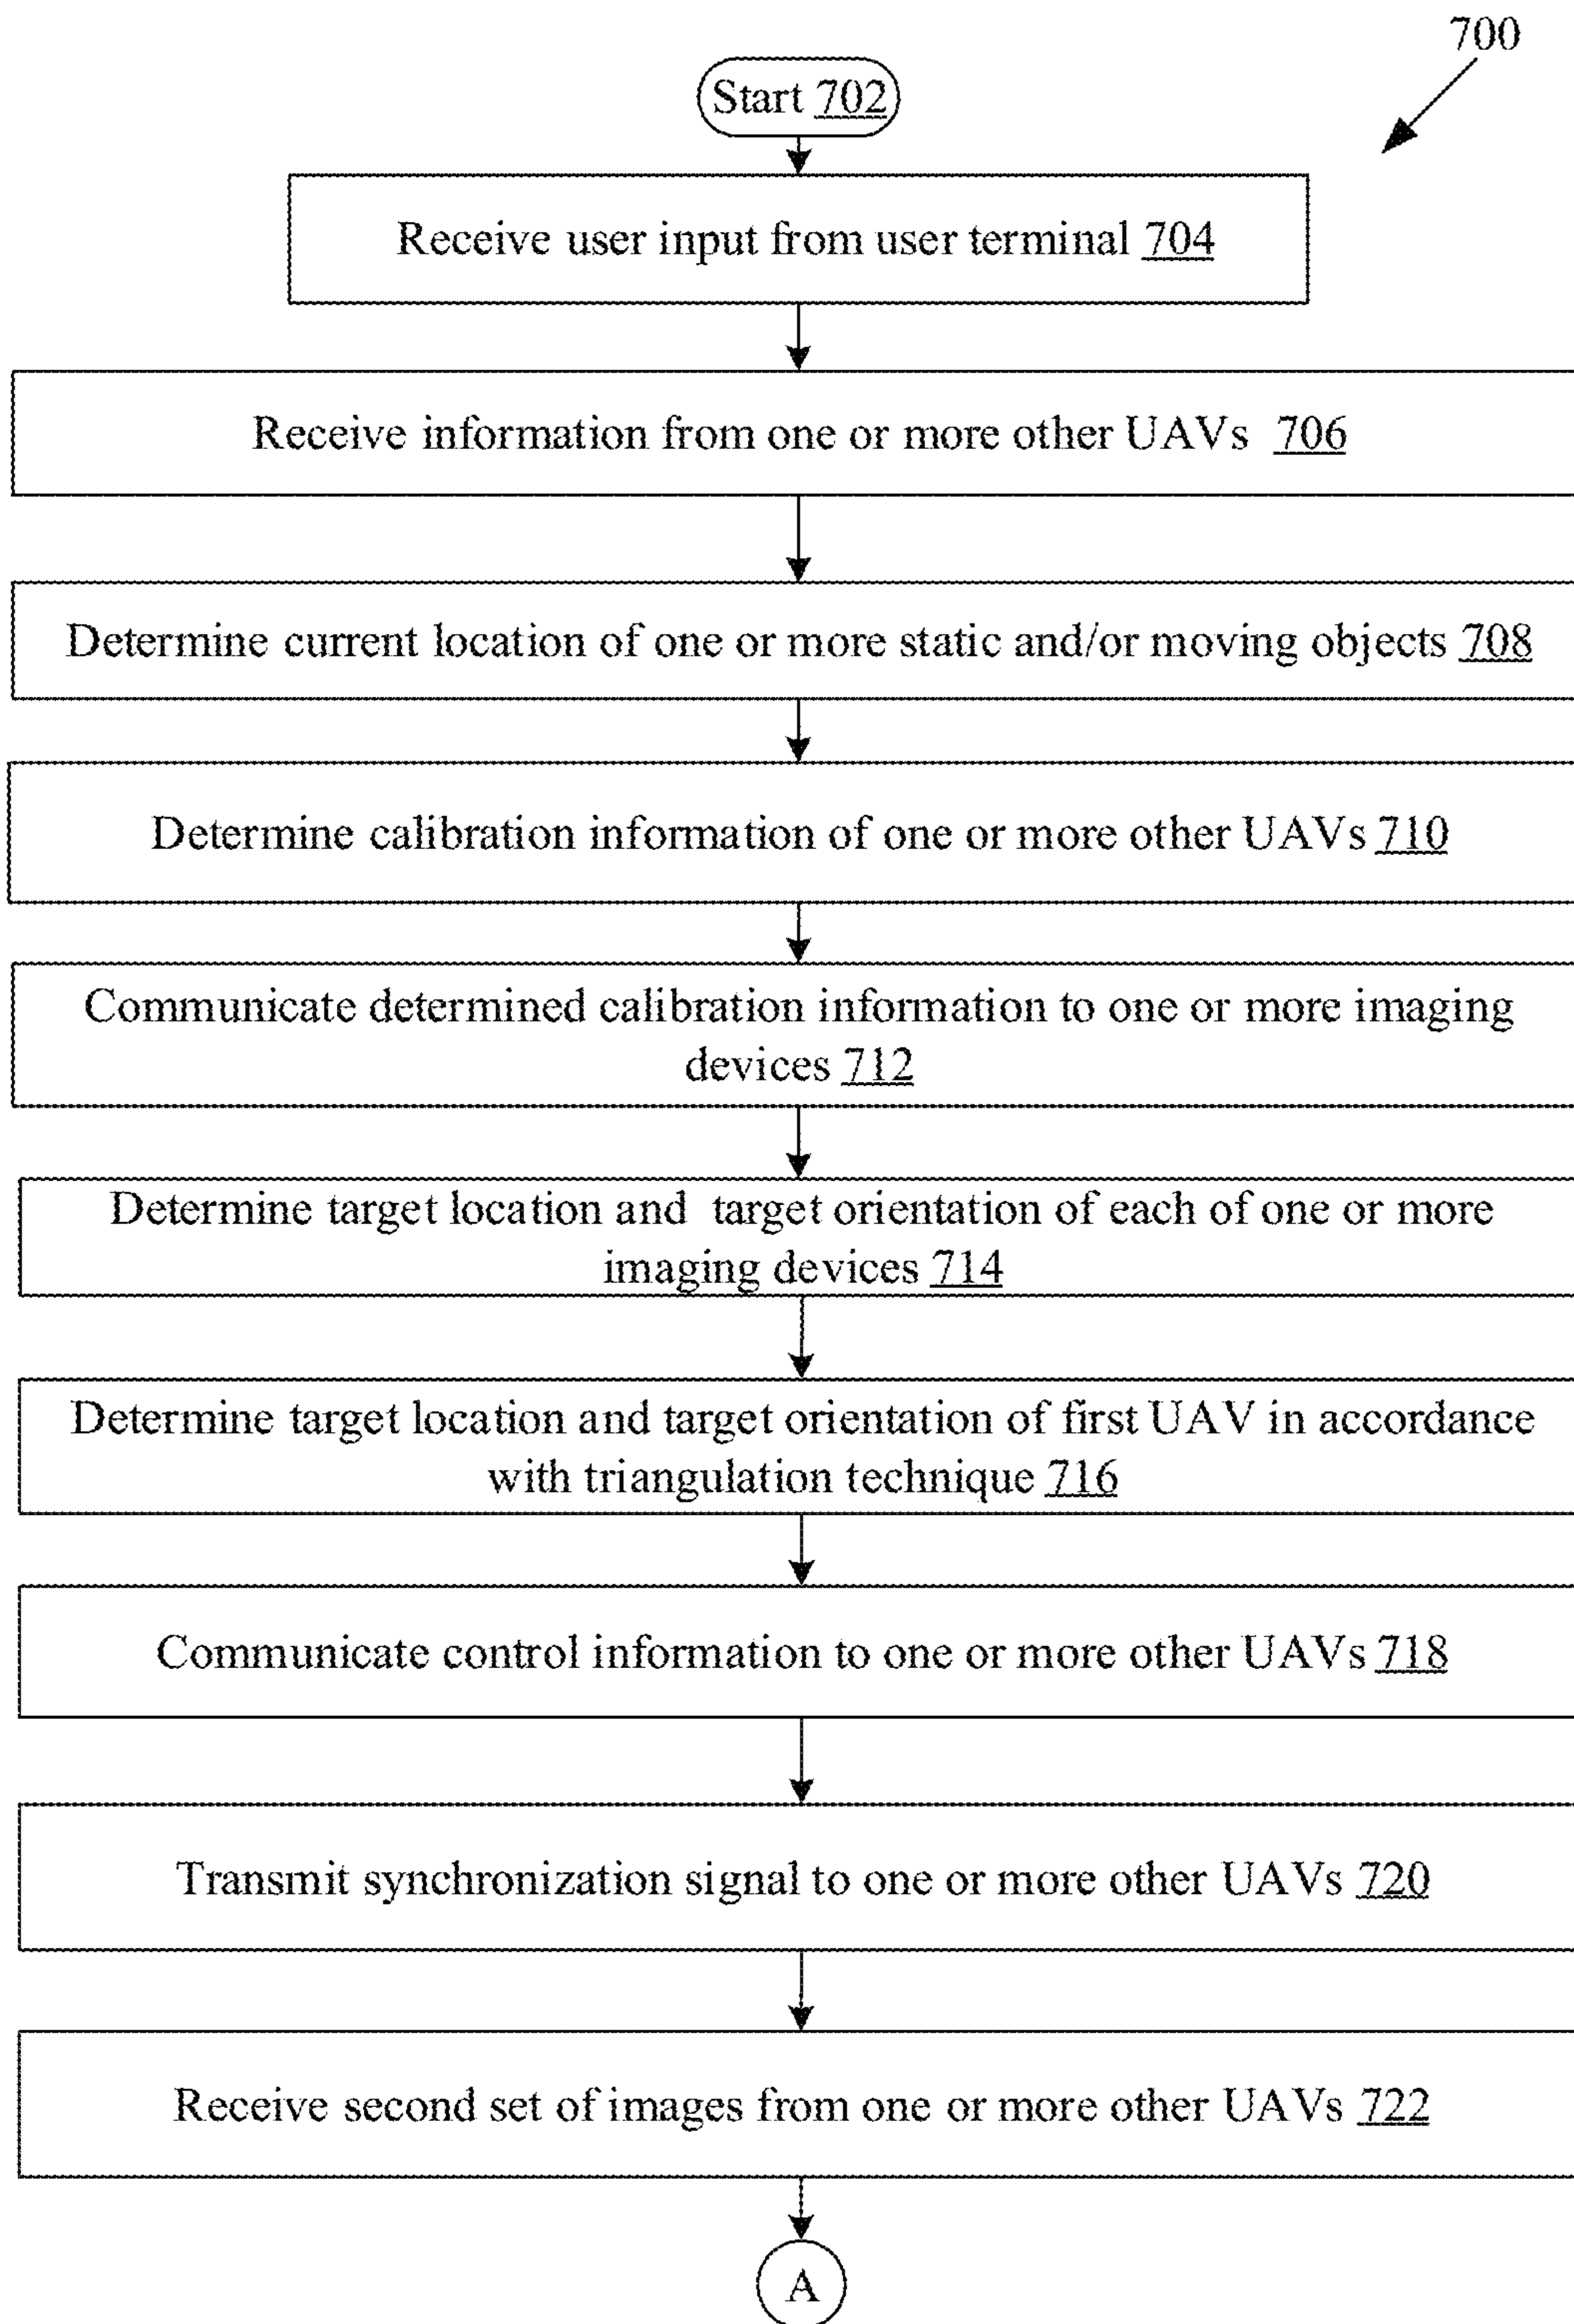 700
Start 702
Receive user input from user terminal 704
Receive information from one or more other UAVs 706
Determine current location of one or more static and/or moving objects 708
Determine calibration information of one or more other UAVs 710
Communicate determined calibration information to one or more imaging
devices 712
Determine target location and target orientation of each of one or more
imaging devices 714
Determine target location and target orientation of first UAV in accordance
with triangulation technique 716
Communicate control information to one or more other UAVs 718
Transmit synchronization signal to one or more other UAVs 720
Receive second set of images from one or more other UAVs 722
A